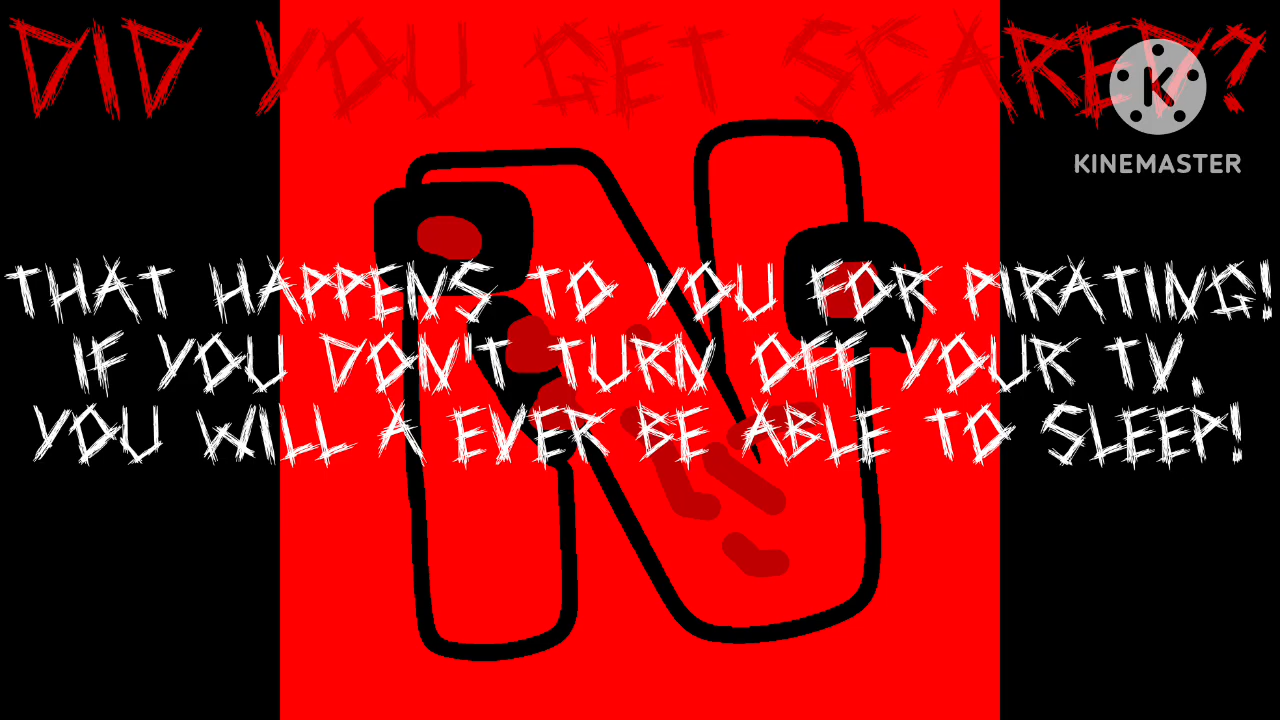 DID YOU GET SCARED?
K
KINEMASTER
THAT HAPPENS TO YOU FOR PIRATING!
IF YOU DON'T TURN OFF YOUR TV,
YOU WILL A EVER BE ABLE TO SLEEP!
N